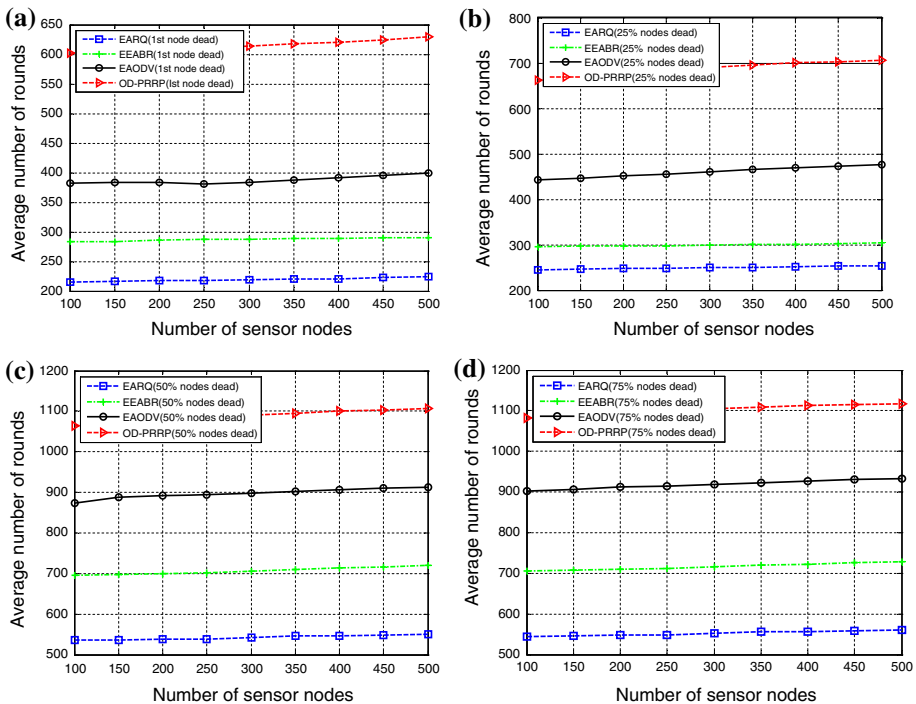 (a)
650
600
550
500
450
400
350
300
250
200
Average number of rounds
EARQ(1st node dead)
EEABR(1st node dead)
EAODV(1st node dead)
OD-PRRP(Ist node dead)
100 150 200 250 300 350 400 450 500
Number of sensor nodes
(b)
800
700
600
500
400
300
200
Average number of rounds
EARQ(25% nodes dead)
EEABR(25% nodes dead)
EAODV(25% nodes dead)
OD-PRRP(25% nodes dead)
100 150 200 250 300 350 400 450 500
Number of sensor nodes
(c)
1200
1100
1000
900
800
700
600
500
Average number of rounds
EARQ(50% nodes dead)
EEABR(50% nodes dead)
EAODV(50% nodes dead)
OD-PRRP(50% nodes dead)
100 150 200 250 300 350 400 450 500
Number of sensor nodes
(d)
1200
1100
1000
900
800
700
600
500
Average number of rounds
EARQ(75% nodes dead)
EEABR(75% nodes dead)
EAODV(75% nodes dead)
OD-PRRP(75% nodes dead)
100 150 200 250 300 350 400 450 500
Number of sensor nodes